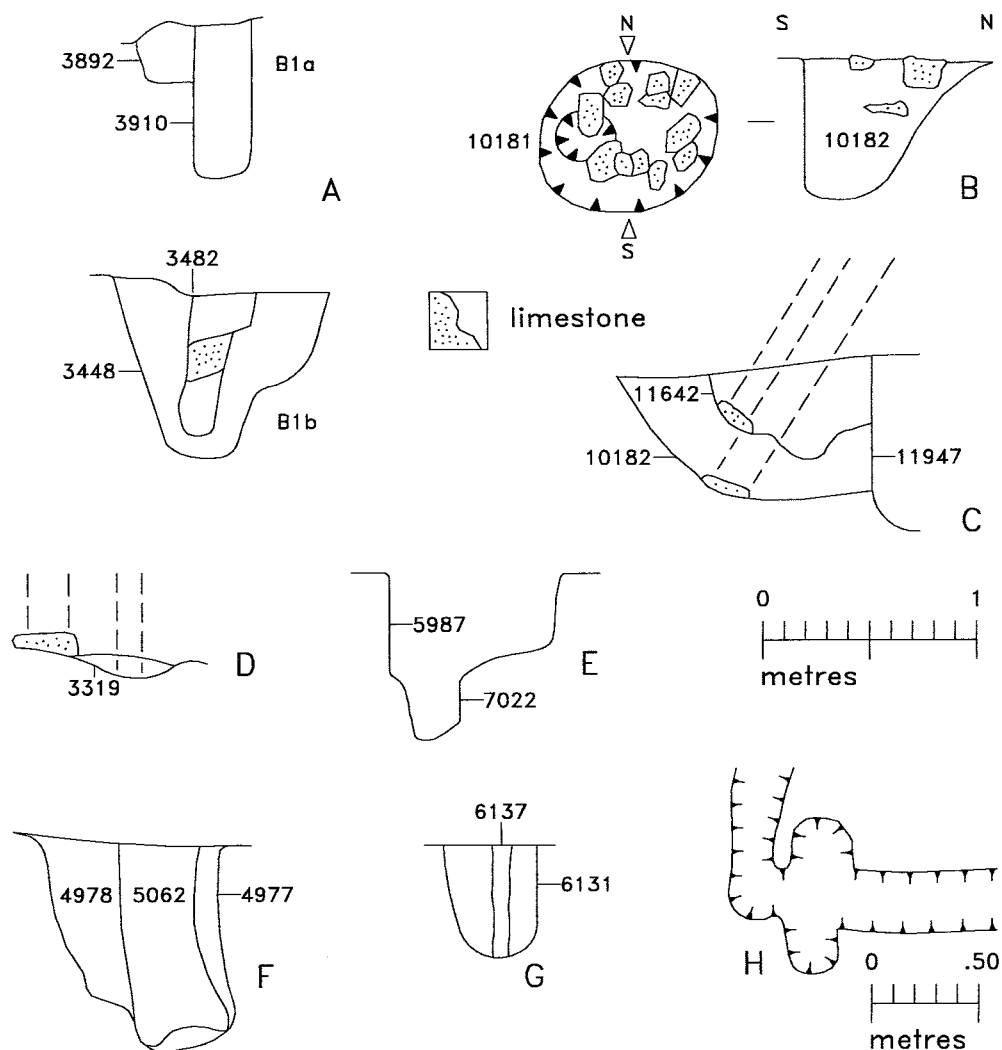 3892
B1a
3910
A
N
10181
S
S
N
10182
B
3482
3448
B1b
limestone
11642
10182
11947
C
3319
D
5987
7022
E
0 1
metres
4978 5062 4977
F
6137
6131
G
H
0 .50
metres